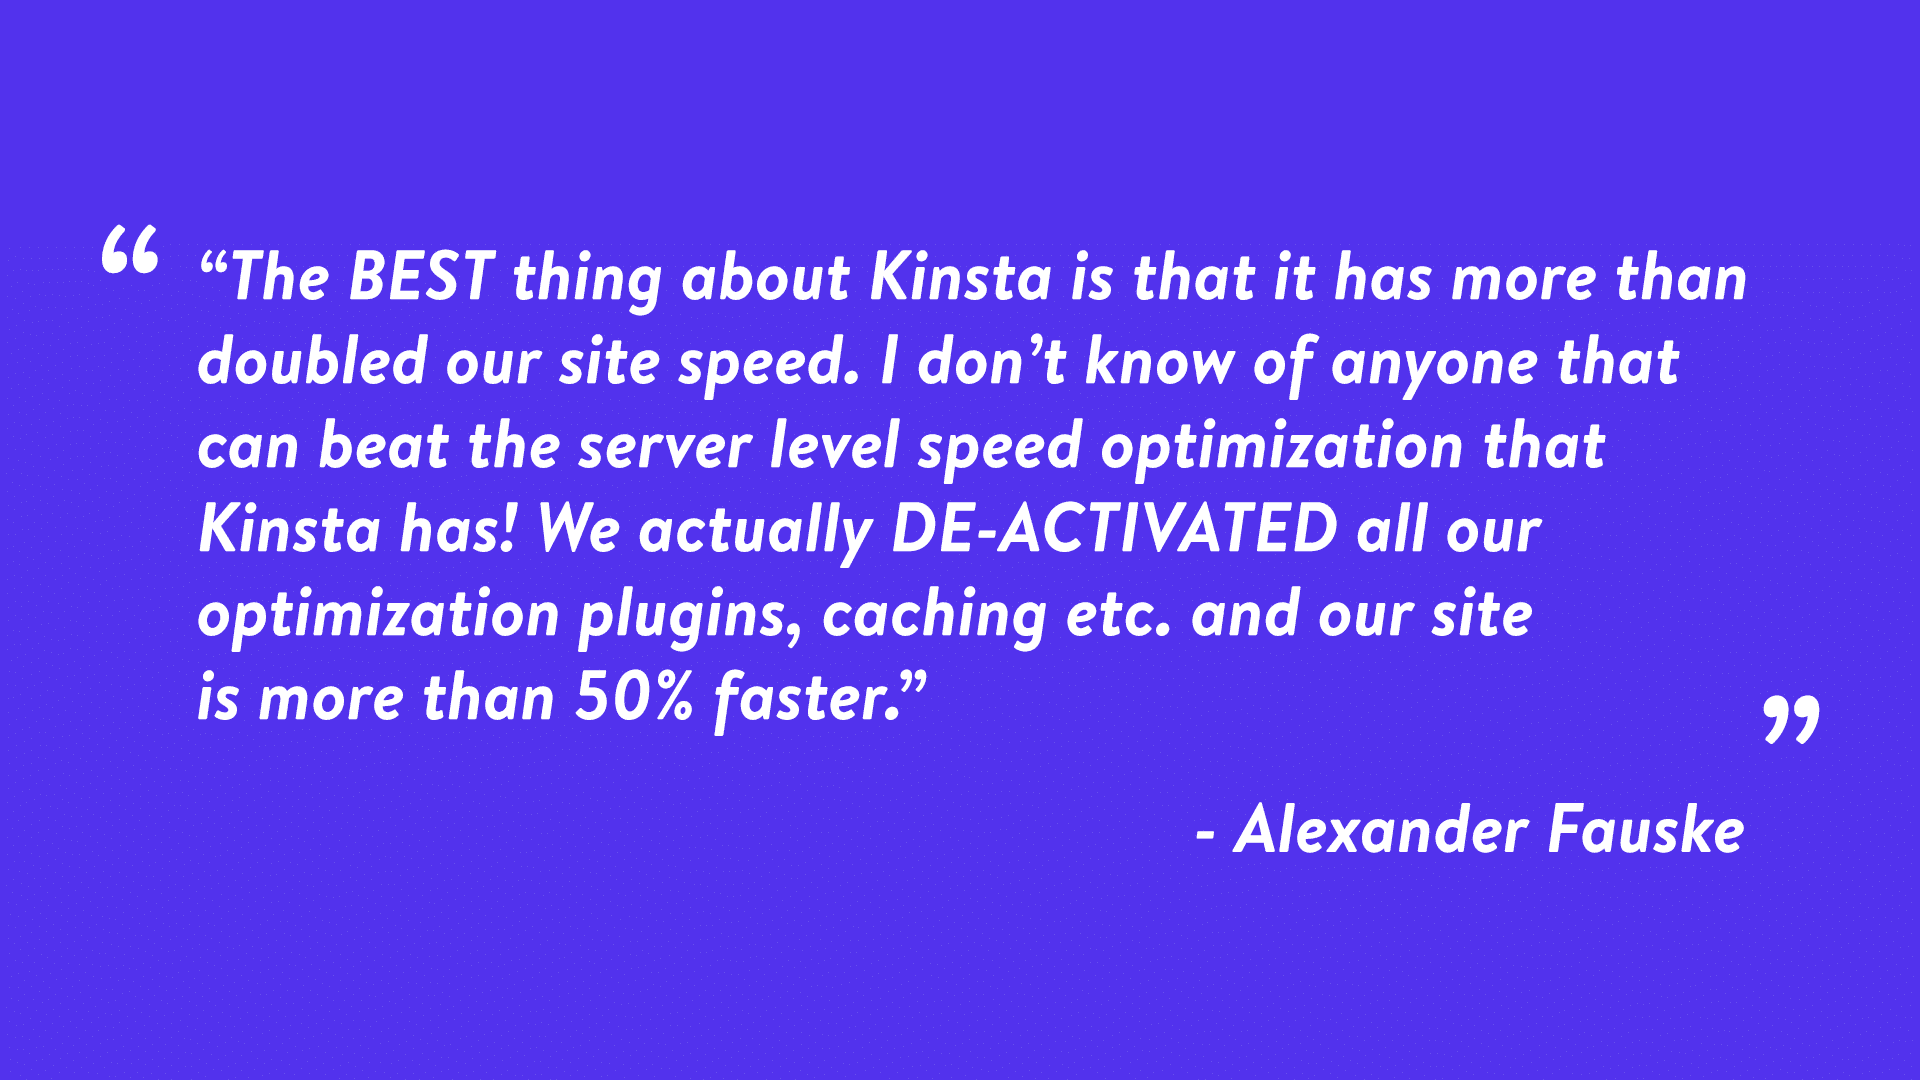 “
“The BEST thing about Kinsta is that it has more than
doubled our site speed. I don’t know of anyone that
can beat the server level speed optimization that
Kinsta has! We actually DE-ACTIVATED all our
optimization plugins, caching etc. and our site
is more than 50% faster.”
”
- Alexander Fauske